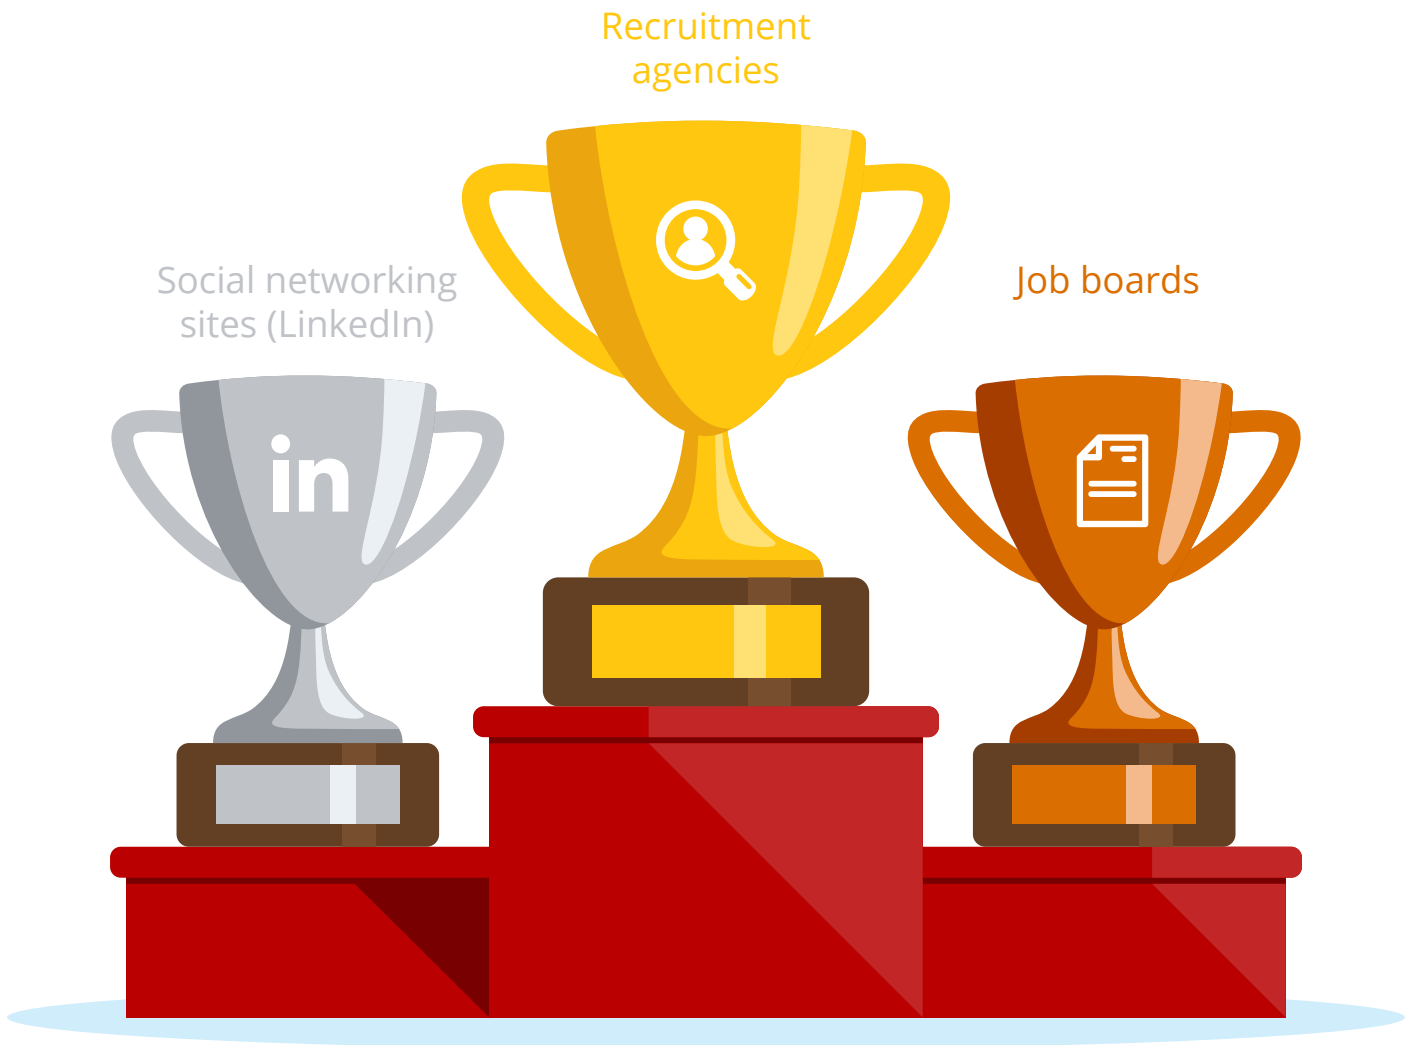 Recruitment
agencies
Social networking
sites (LinkedIn)
Job boards
in